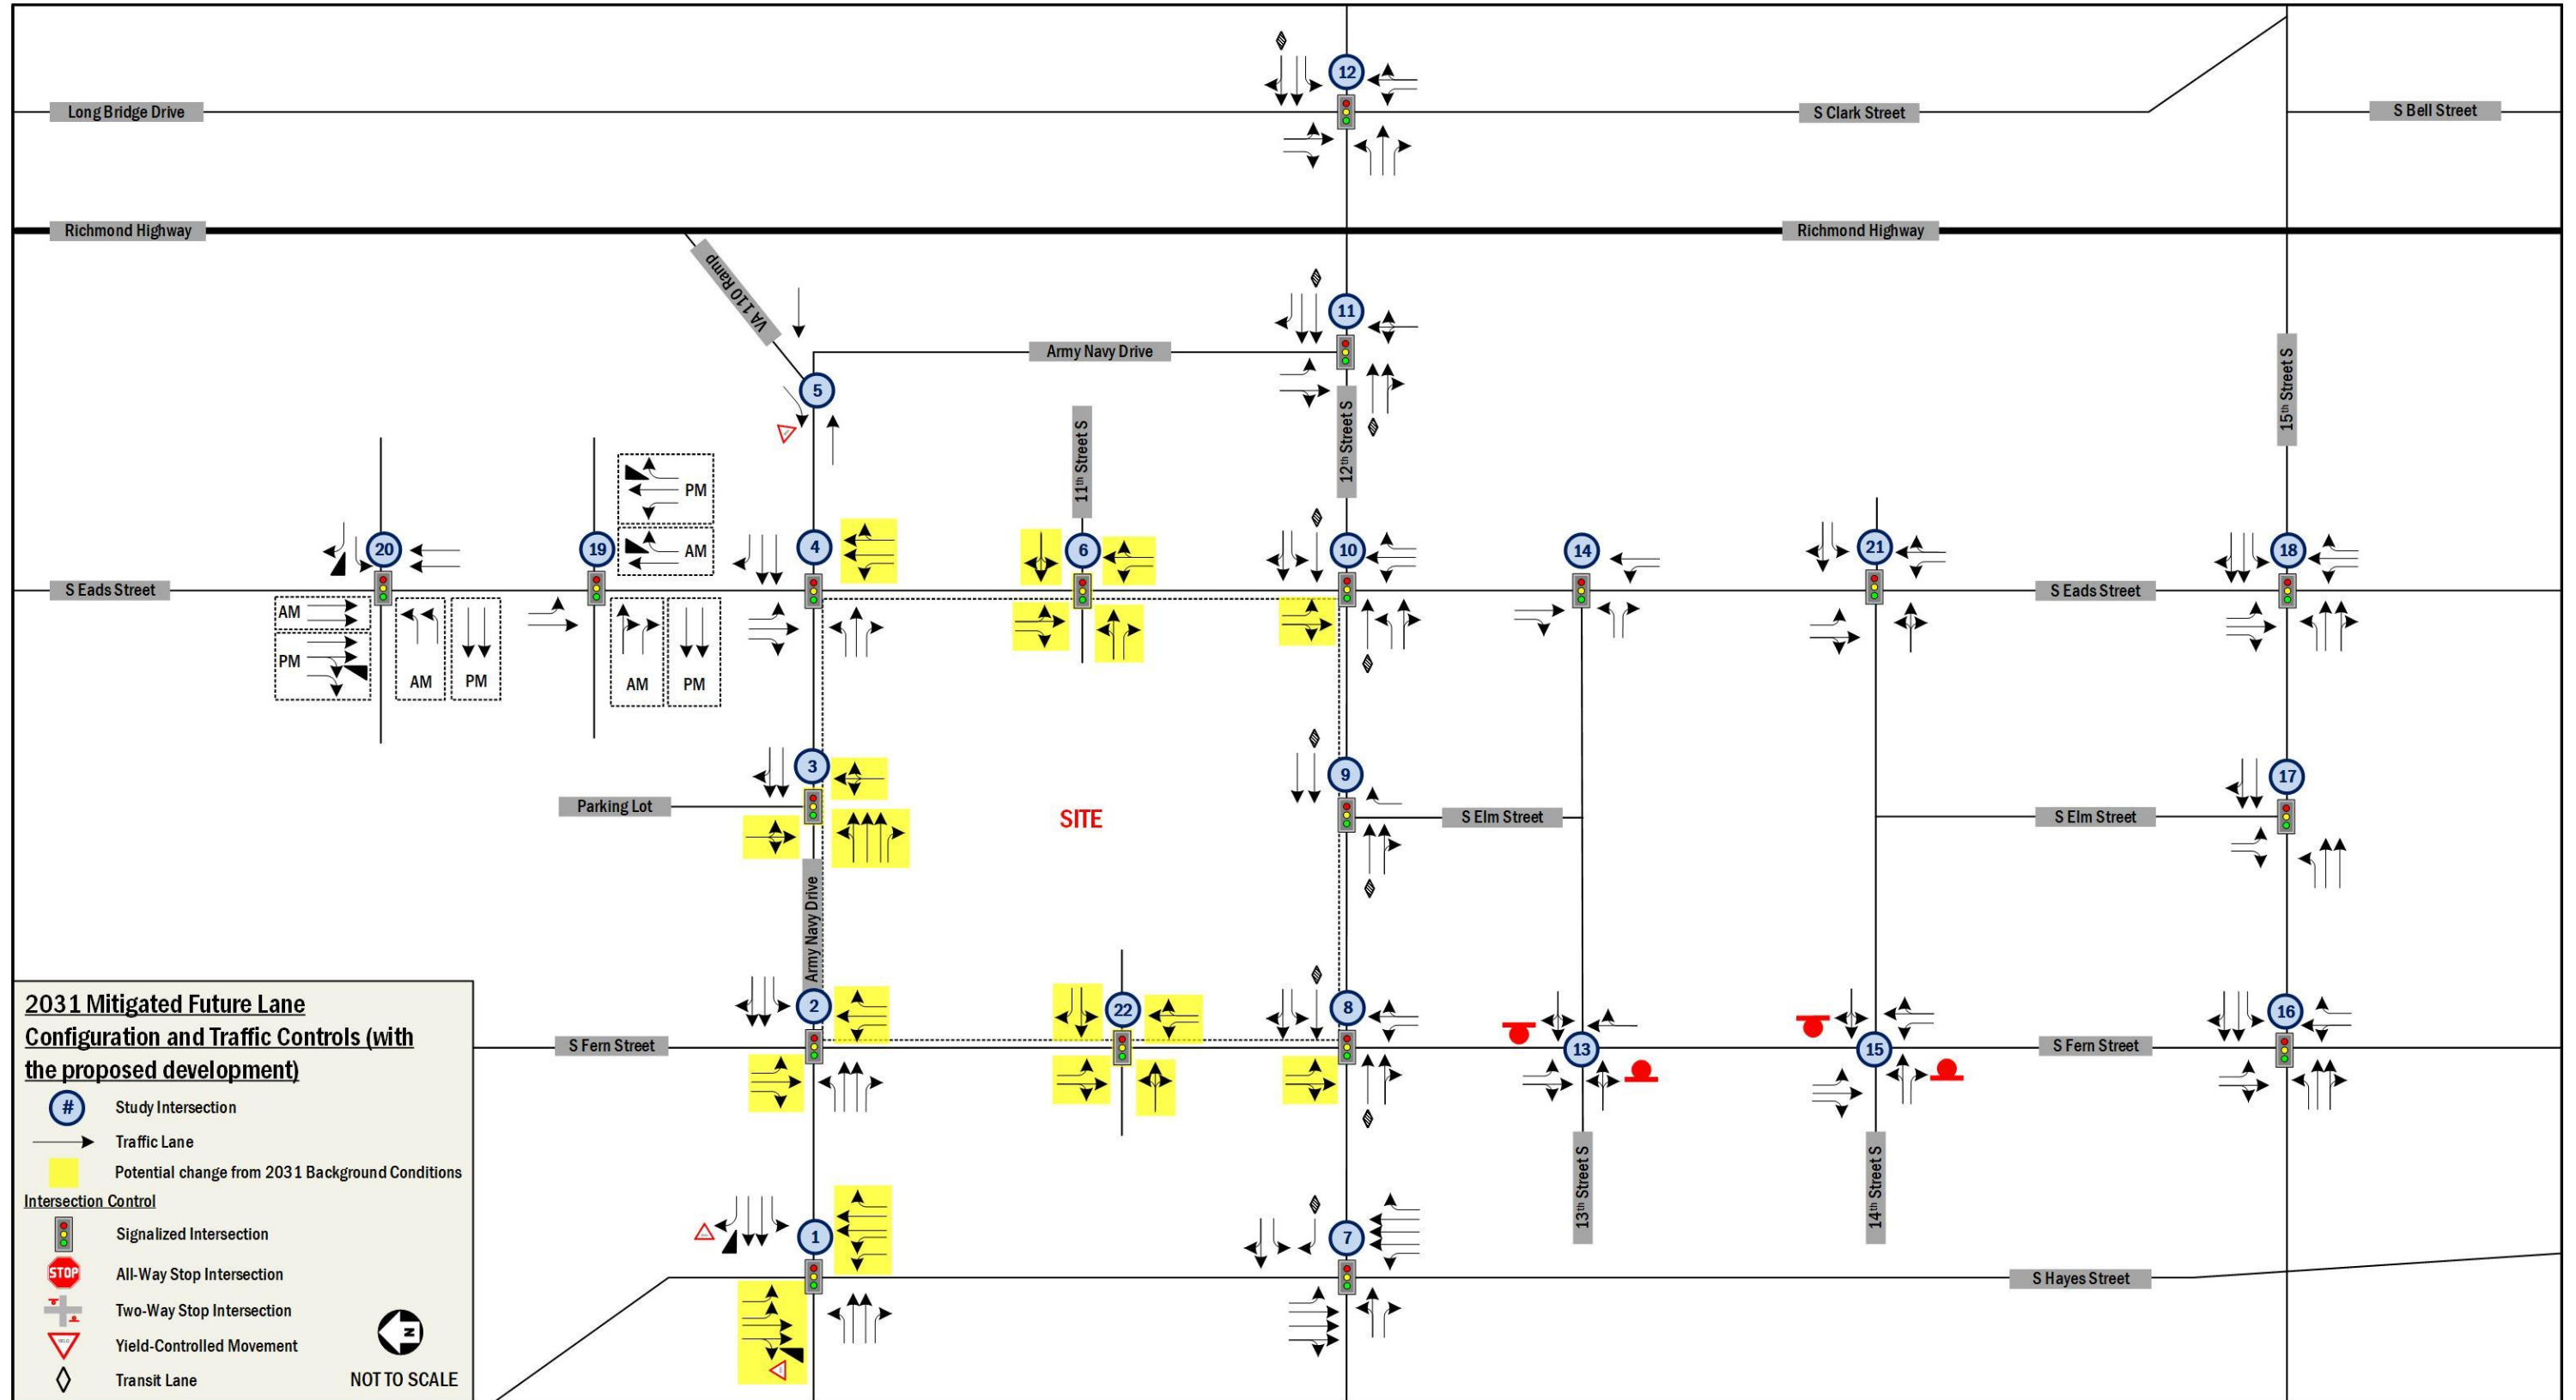 12
Long Bridge Drive
S Clark Street
S Bell Street
Richmond Highway
Richmond Highway
VA 110 Ramp
11
Army Navy Drive
5
12th Street S
15th Street S
11th Street S
PM
AM
20
19
4
6
10
14
21
18
S Eads Street
S Eads Street
AM
PM
AM
PM
AM
PM
3
9
17
Parking Lot
SITE
S Elm Street
S Elm Street
Army Navy Drive
2
22
8
16
S Fern Street
13
15
S Fern Street
13th Street S
14th Street S
1
7
S Hayes Street
2031 Mitigated Future Lane
Configuration and Traffic Controls (with
the proposed development)
# Study Intersection
Traffic Lane
Potential change from 2031 Background Conditions
Intersection Control
Signalized Intersection
STOP All-Way Stop Intersection
Two-Way Stop Intersection
Yield-Controlled Movement
Transit Lane
N
NOT TO SCALE